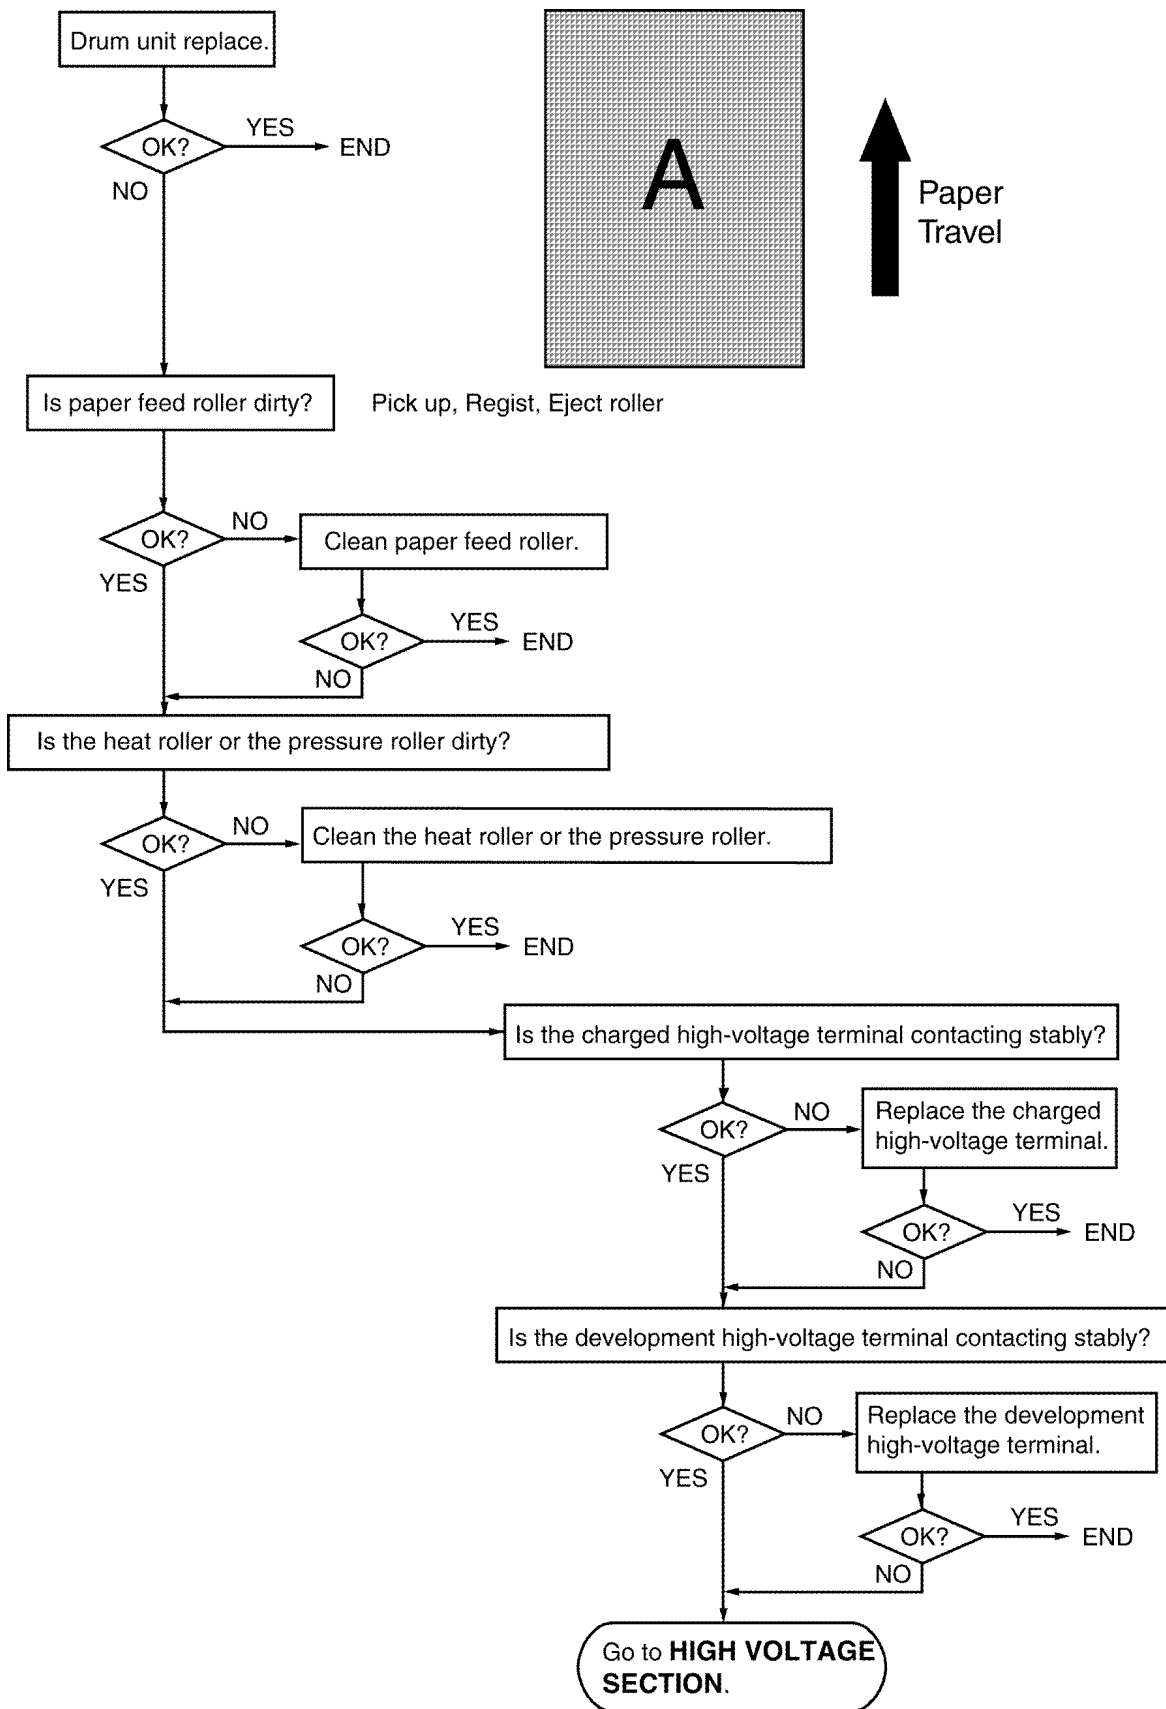 Drum unit replace.
OK?
YES
END
NO
A
Paper
Travel
Is paper feed roller dirty?
Pick up, Regist, Eject roller
OK?
NO
Clean paper feed roller.
YES
OK?
YES
END
NO
Is the heat roller or the pressure roller dirty?
OK?
NO
Clean the heat roller or the pressure roller.
YES
OK?
YES
END
NO
Is the charged high-voltage terminal contacting stably?
OK?
NO
Replace the charged
high-voltage terminal.
YES
OK?
YES
END
NO
Is the development high-voltage terminal contacting stably?
OK?
NO
Replace the development
high-voltage terminal.
YES
OK?
YES
END
NO
Go to HIGH VOLTAGE
SECTION.